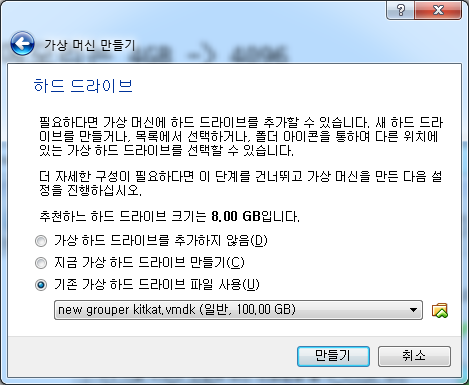 4GB -> 4096
가상 머신 만들기
하드 드라이브
필요하다면 가상 머신에 하드 드라이브를 추가할 수 있습니다. 새 하드 드라
이브를 만들거나, 목록에서 선택하거나, 폴더 아이콘을 통하여 다른 위치에
있는 가상 하드 드라이브를 선택할 수 있습니다.
더 자세한 구성이 필요하다면 이 단계를 건너뛰고 가상 머신을 만든 다음 설
정을 진행하십시오.
추천하느 하드 드라이브 크기는 8.00 GB입니다.
가상 하드 드라이브를 추가하지 않음(D)
지금 가상 하드 드라이브 만들기(C)
기존 가상 하드 드라이브 파일 사용(U)
new grouper kitkat.vmdk (일반, 100.00 GB)
만들기 취소